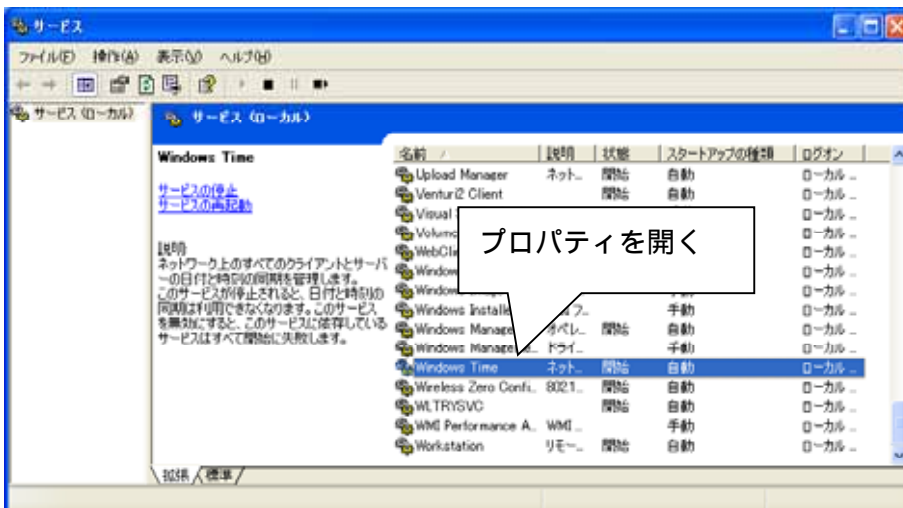 サービス
ファイル(F) 操作(A) 表示(V) ヘルプ(H)
サービス (ローカル)
サービス (ローカル)
Windows Time
サービスの停止
サービスの再起動
説明
ネットワーク上のすべてのクライアントとサーバ
ーの日付と時刻の同期を管理します。
このサービスが停止されると、日付と時刻の
同期は利用できなくなります。このサービス
を無効にすると、このサービスに依存している
サービスはすべて開始に失敗します。
名前 説明 状態 スタートアップの種類 ログオン
Upload Manager ネット... 開始 自動 ローカル ...
Venturi2 Client 開始 自動 ローカル ...
Visual ローカル ...
Volume ローカル ...
WebCli ローカル ...
Window ローカル ...
Window ローカル ...
Windows Installe 手動 ローカル ...
Windows Manage オペレ... 開始 自動 ローカル ...
Windows Manageme... ドライ... 手動 ローカル ...
Windows Time ネット... 開始 自動 ローカル ...
Wireless Zero Confi... 802.1... 開始 自動 ローカル ...
WLTRYSVC 開始 自動 ローカル ...
WMI Performance A... WMI ... 手動 ローカル ...
Workstation リモー... 開始 自動 ローカル ...
プロパティを開く
拡張 標準